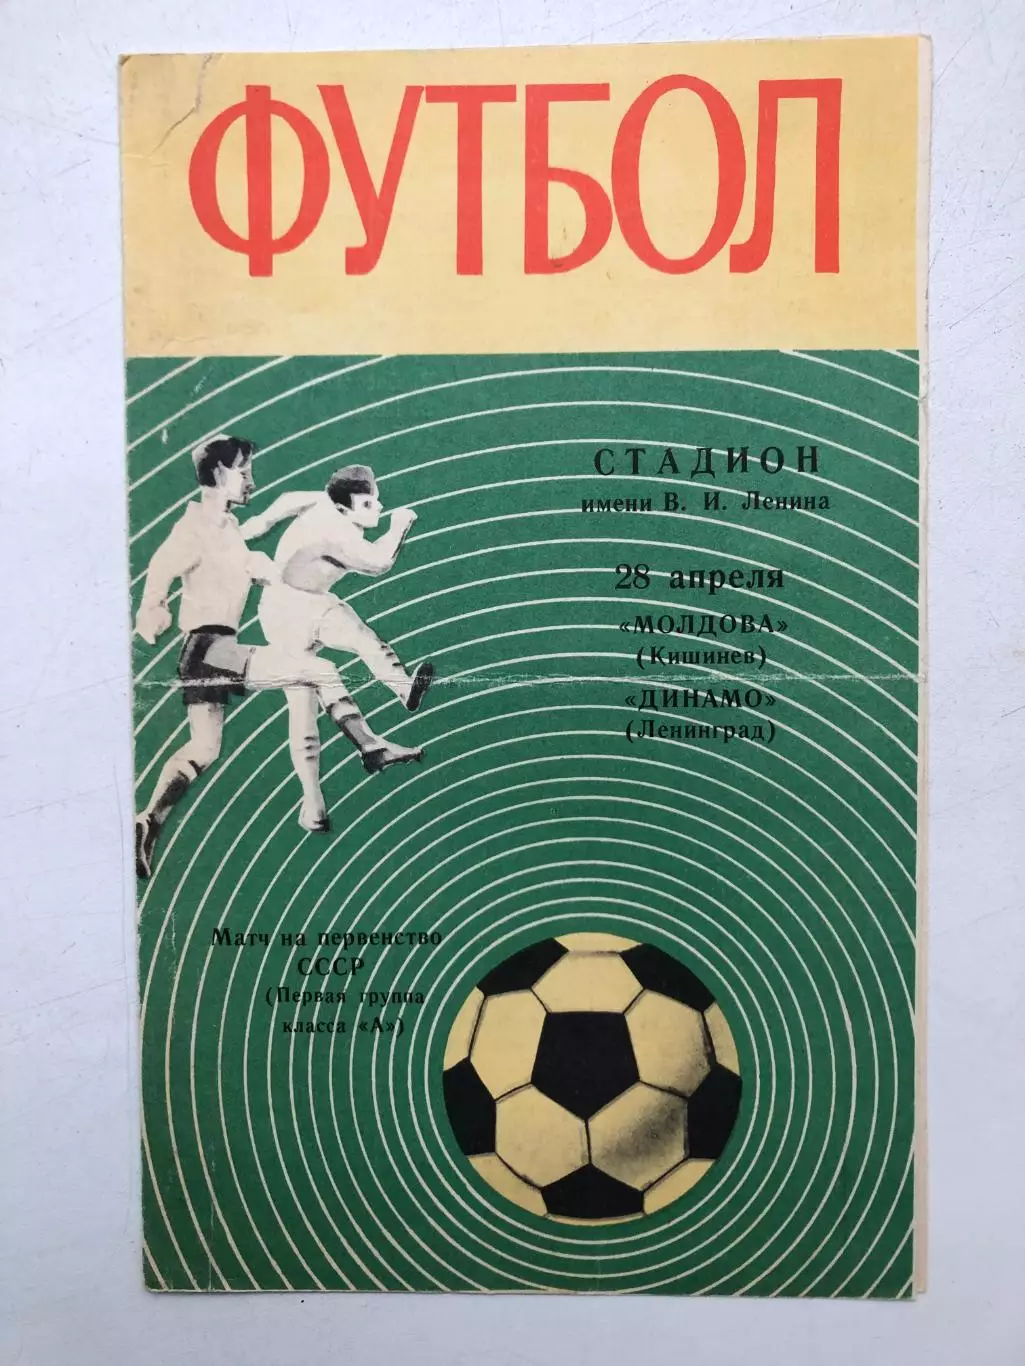 ФУТБОЛ
СТАДИОН
имени В. И. Ленина
28 апреля
«МОЛДОВА»
(Кишинев)
«ДИНАМО»
(Ленинград)
Матч на первенство
СССР
(Первая группа
класса «А»)